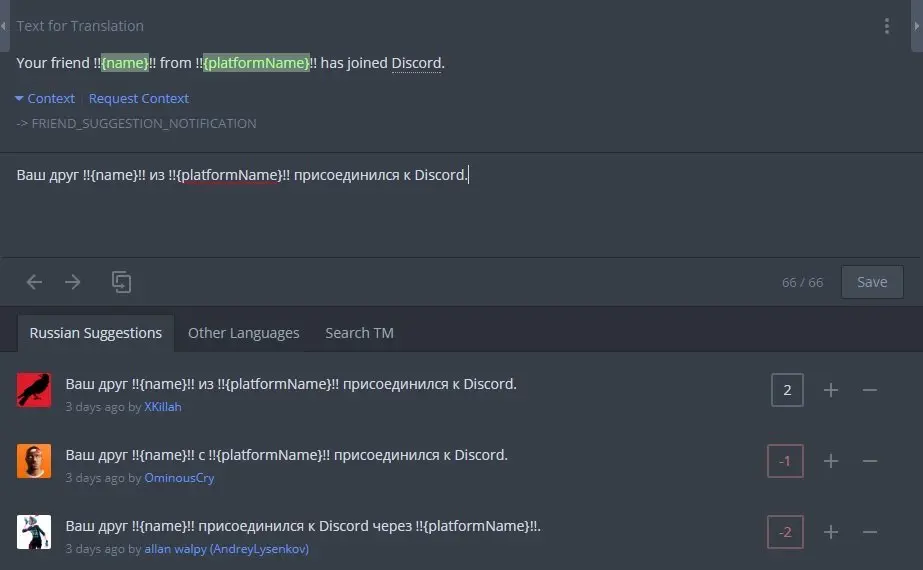 Text for Translation
Your friend !!{name}!! from !!{platformName}!! has joined Discord.
Context Request Context
-> FRIEND_SUGGESTION_NOTIFICATION
Ваш друг !!{name}!! из !!{platformName}!! присоединился к Discord.
66 / 66 Save
Russian Suggestions Other Languages Search TM
Ваш друг !!{name}!! из !!{platformName}!! присоединился к Discord. 2
3 days ago by XKillah
Ваш друг !!{name}!! с !!{platformName}!! присоединился к Discord. -1
3 days ago by OminousCry
Ваш друг !!{name}!! присоединился к Discord через !!{platformName}!!. -2
3 days ago by allan walpy (AndreyLysenkov)